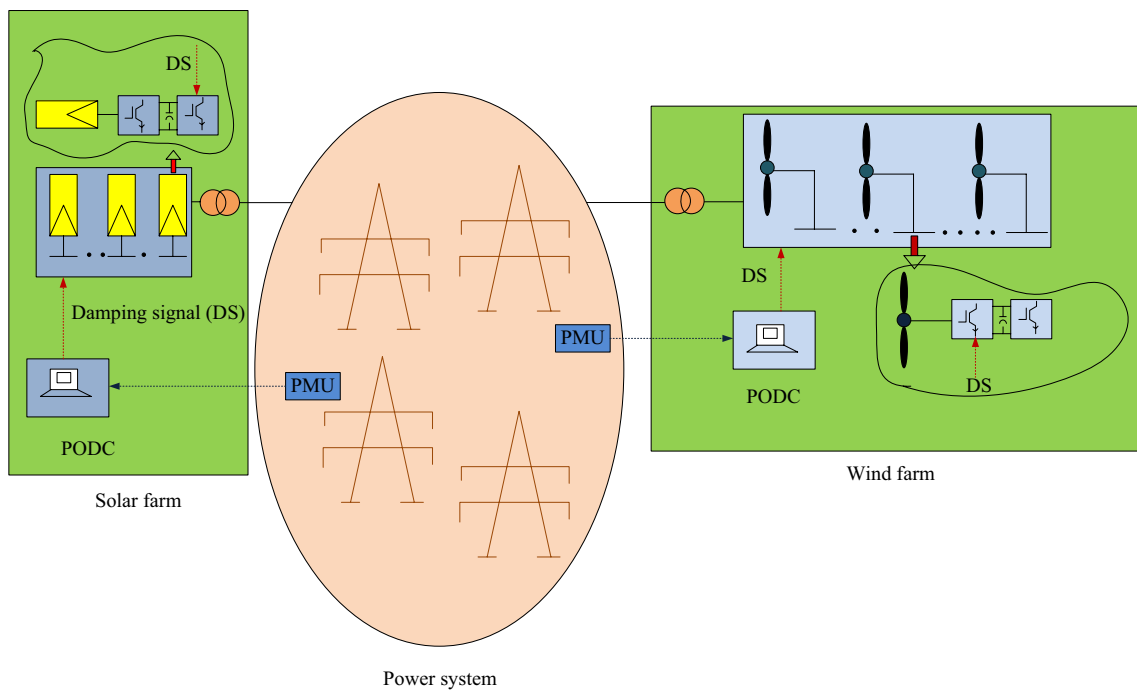 DS
Damping signal (DS)
PMU
PODC
Solar farm
Power system
DS
PMU
PODC
DS
Wind farm